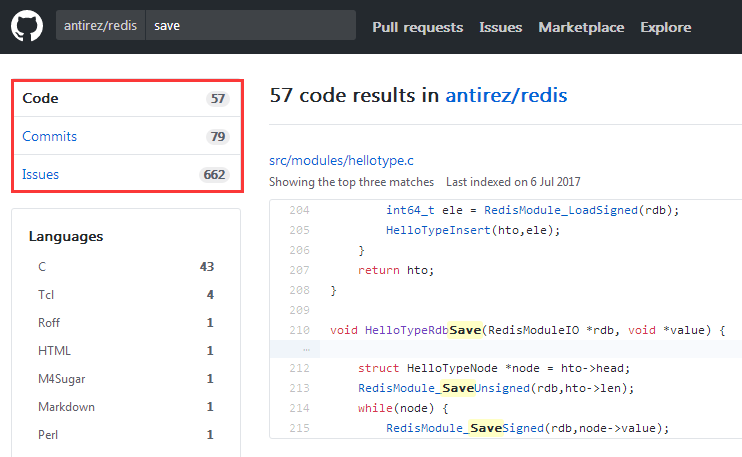 antirez/redis save Pull requests Issues Marketplace Explore
Code 57
Commits 79
Issues 662
Languages
C 43
Tcl 4
Roff 1
HTML 1
M4Sugar 1
Markdown 1
Perl 1
57 code results in antirez/redis
src/modules/hellotype.c
Showing the top three matches Last indexed on 6 Jul 2017
204 int64_t ele = RedisModule_LoadSigned(rdb);
205 HelloTypeInsert(hto,ele);
206 }
207 return hto;
208 }
209
210 void HelloTypeRdbSave(RedisModuleIO *rdb, void *value) {
…
212 struct HelloTypeNode *node = hto->head;
213 RedisModule_SaveUnsigned(rdb,hto->len);
214 while(node) {
215 RedisModule_SaveSigned(rdb,node->value);